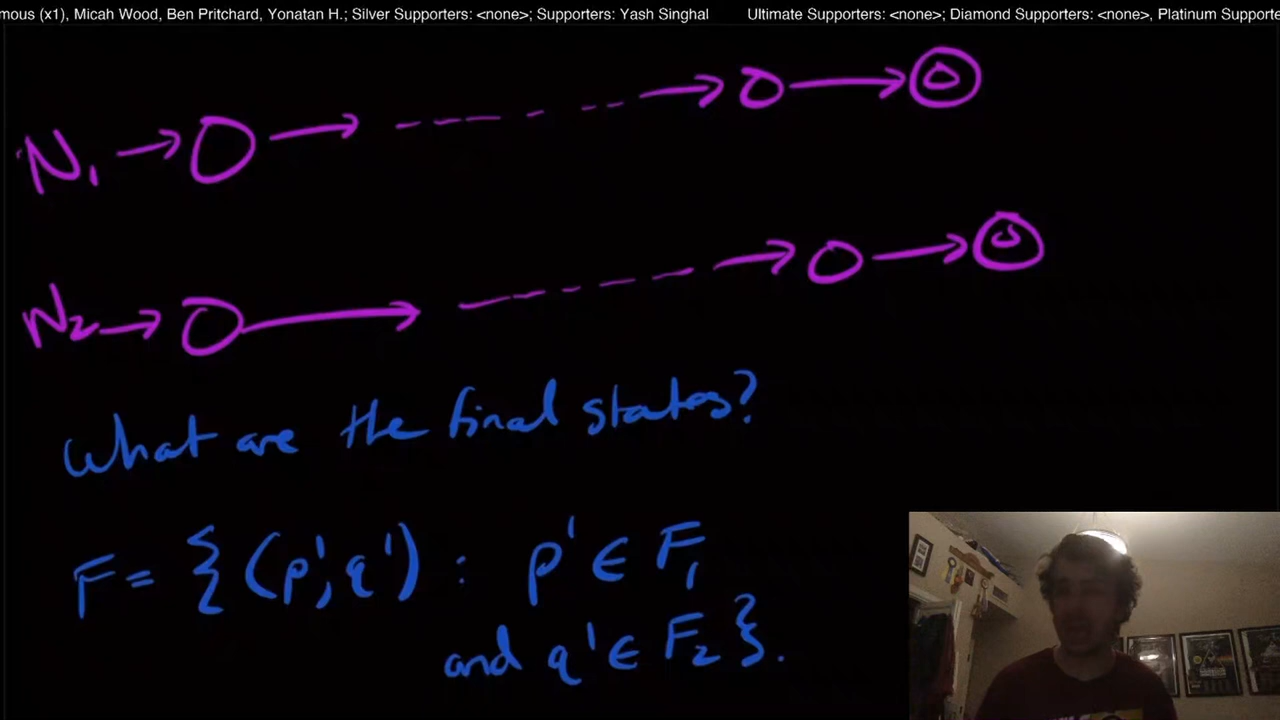 mous (x1), Micah Wood, Ben Pritchard, Yonatan H.; Silver Supporters: <none>; Supporters: Yash Singhal Ultimate Supporters: <none>; Diamond Supporters: <none>, Platinum Supporte
N₁
N₂
What are the final states?
F = {(p', q') : p' ∈ F₁
and q' ∈ F₂}.